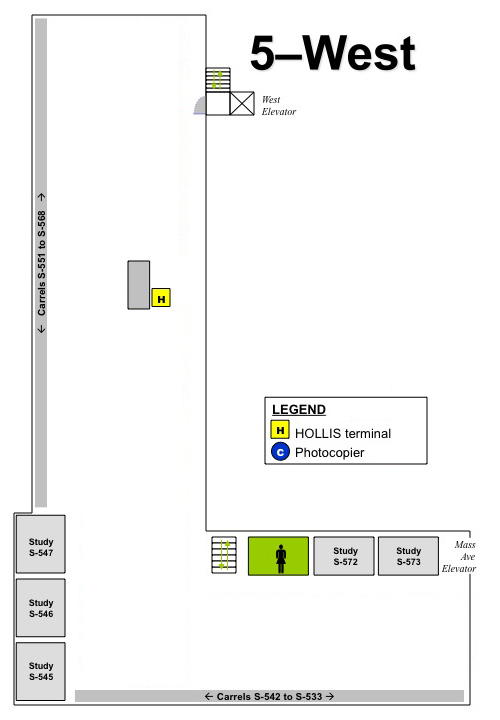 5–West
West
Elevator
← Carrels S-551 to S-568 →
H
LEGEND
H HOLLIS terminal
C Photocopier
Study
S-547
Study
S-572
Study
S-573
Mass
Ave
Elevator
Study
S-546
Study
S-545
← Carrels S-542 to S-533 →